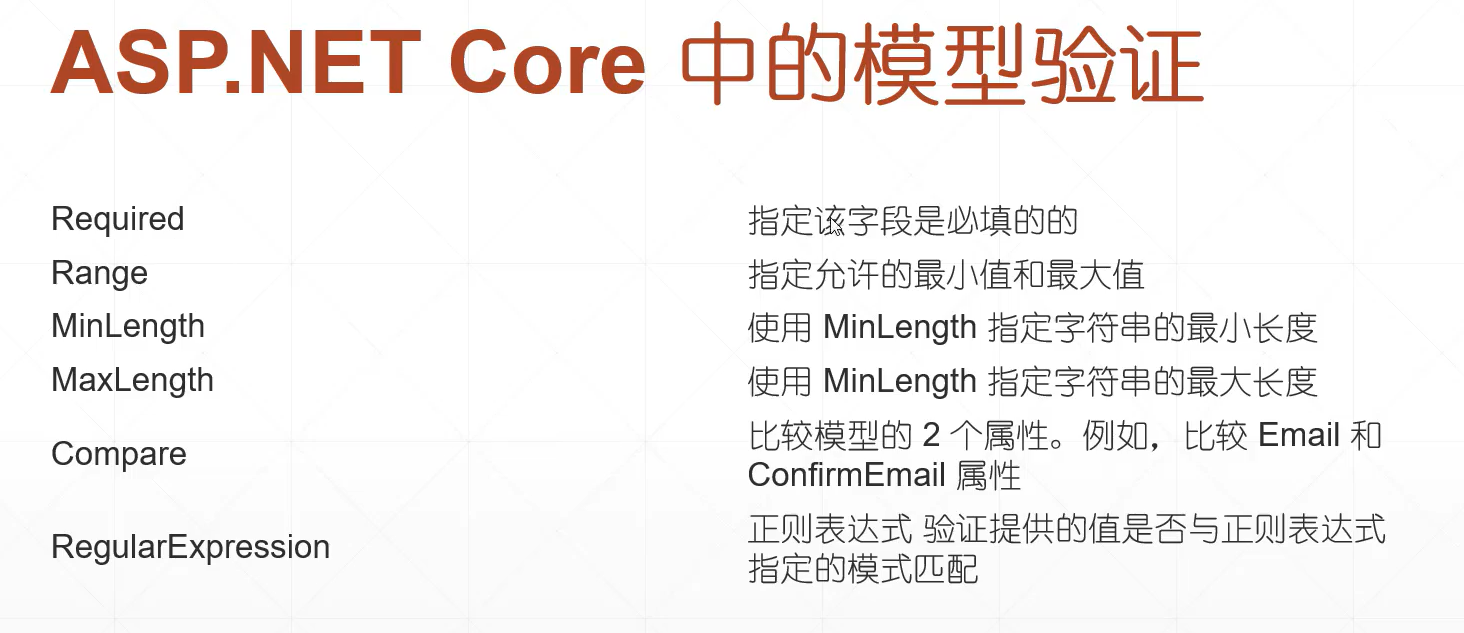 ASP.NET Core 中的模型验证
Required
指定该字段是必填的的
Range
指定允许的最小值和最大值
MinLength
使用 MinLength 指定字符串的最小长度
MaxLength
使用 MinLength 指定字符串的最大长度
Compare
比较模型的 2 个属性。例如，比较 Email 和
ConfirmEmail 属性
RegularExpression
正则表达式 验证提供的值是否与正则表达式
指定的模式匹配